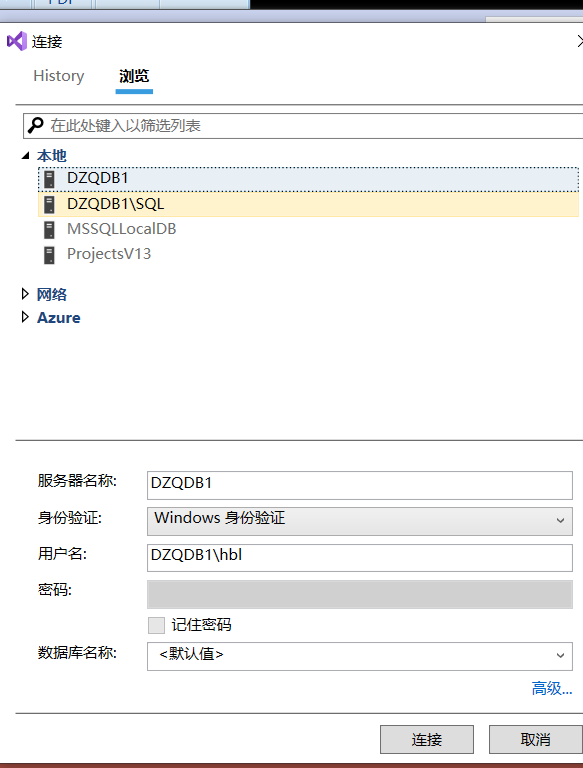 连接
History 浏览
在此处键入以筛选列表
本地
DZQDB1
DZQDB1\SQL
MSSQLLocalDB
ProjectsV13
网络
Azure
服务器名称: DZQDB1
身份验证: Windows 身份验证
用户名: DZQDB1\hbl
密码:
记住密码
数据库名称: <默认值>
高级...
连接 取消